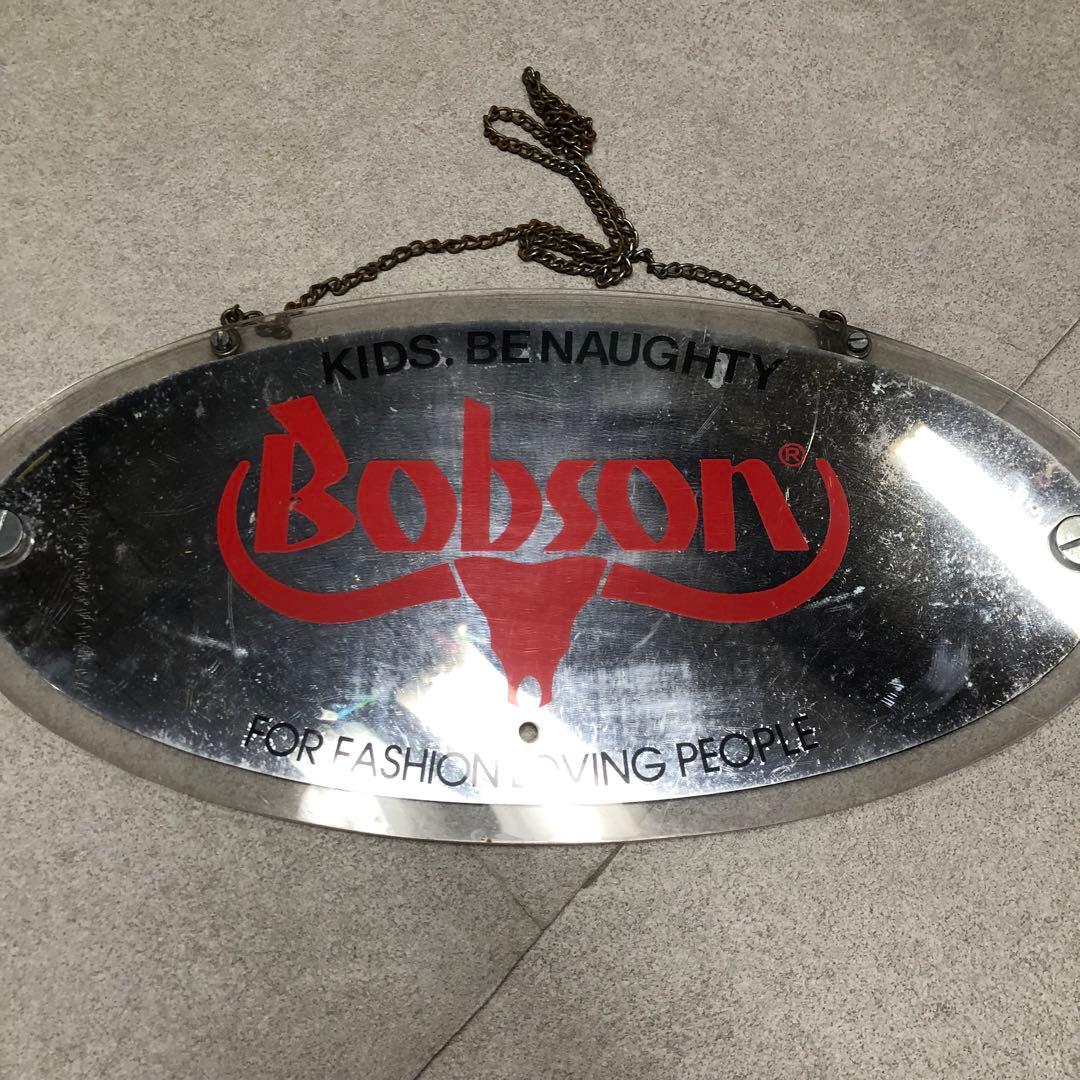 KIDS. BE NAUGHTY
Bobson®
FOR FASHION LOVING PEOPLE